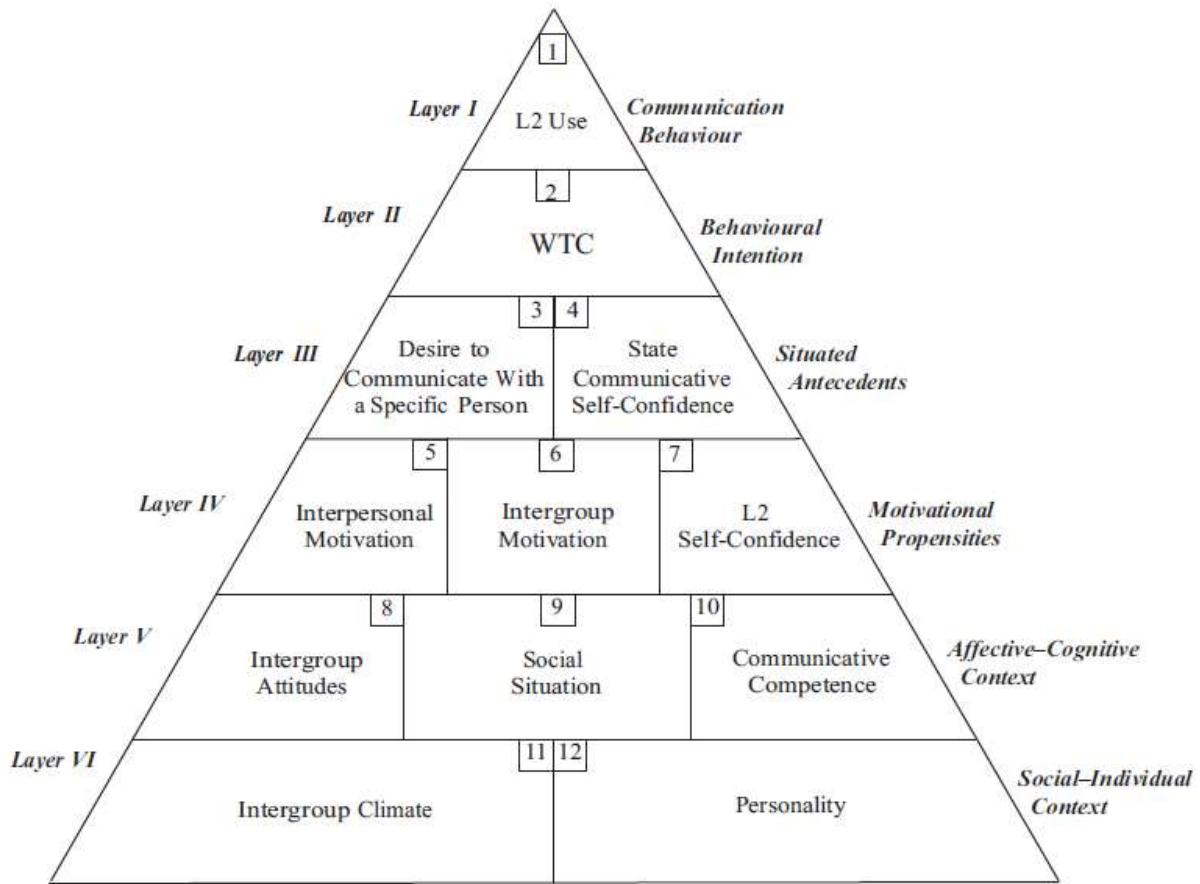 1
Layer I
L2 Use
Communication
Behaviour
2
Layer II
WTC
Behavioural
Intention
3
4
Layer III
Desire to
Communicate With
a Specific Person
State
Communicative
Self-Confidence
Situated
Antecedents
5
6
7
Layer IV
Interpersonal
Motivation
Intergroup
Motivation
L2
Self-Confidence
Motivational
Propensities
8
9
10
Layer V
Intergroup
Attitudes
Social
Situation
Communicative
Competence
Affective–Cognitive
Context
11
12
Layer VI
Intergroup Climate
Personality
Social–Individual
Context